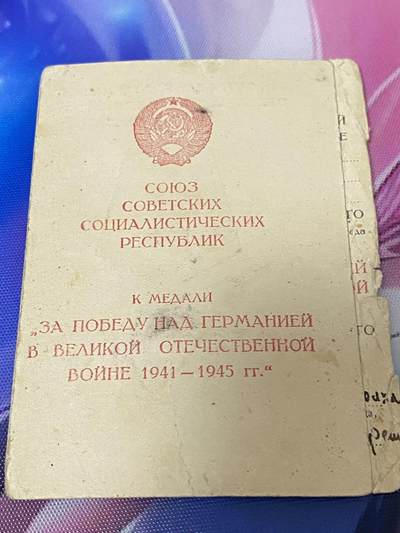 СОЮЗ
СОВЕТСКИХ
СОЦИАЛИСТИЧЕСКИХ
РЕСПУБЛИК
К МЕДАЛИ
„ЗА ПОБЕДУ НАД ГЕРМАНИЕЙ
В ВЕЛИКОЙ ОТЕЧЕСТВЕННОЙ
ВОЙНЕ 1941—1945 гг.“